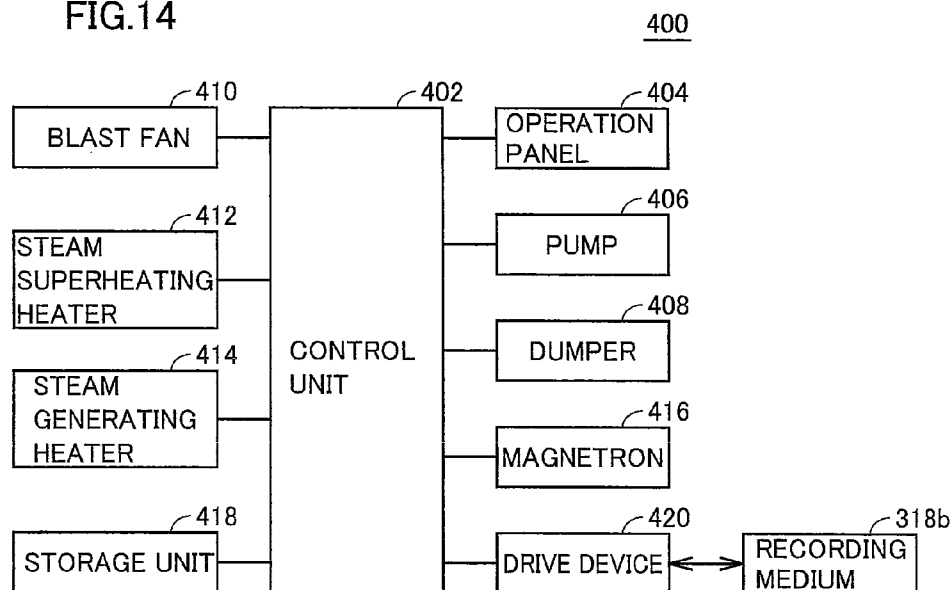 FIG.14
400
410
BLAST FAN
412
STEAM
SUPERHEATING
HEATER
414
STEAM
GENERATING
HEATER
418
STORAGE UNIT
402
CONTROL
UNIT
404
OPERATION
PANEL
406
PUMP
408
DUMPER
416
MAGNETRON
420
DRIVE DEVICE
318b
RECORDING
MEDIUM